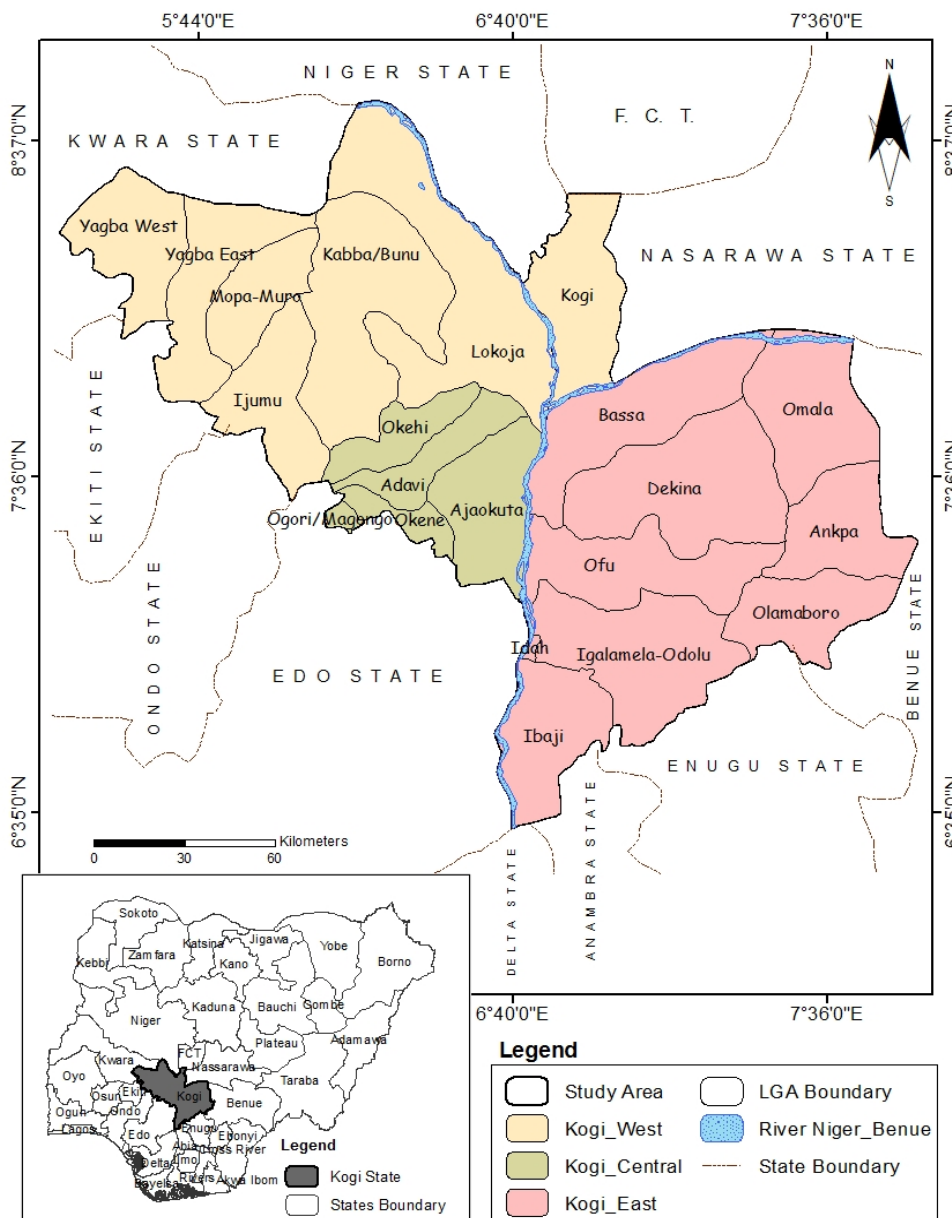 5°44'0"E 6°40'0"E 7°36'0"E
NIGER STATE
F. C. T.
N
S
8°37'0"N
8°37'0"N
KWARA STATE
Yagba West
Yagba East
Kabba/Bunu
NASARAWA STATE
Mopa-Muro
Kogi
Lokoja
EKITI STATE
Ijumu
Okehi
Bassa
Omala
7°36'0"N
7°36'0"N
Adavi
Dekina
Ogori/Magongo
Okene
Ajaokuta
Ankpa
Ofu
Olamaboro
ONDO STATE
BENUE STATE
Idah
Igalamela-Odolu
EDO STATE
Ibaji
ENUGU STATE
6°35'0"N
6°35'0"N
Kilometers
0 30 60
DELTA STATE
ANAMBRA STATE
6°40'0"E 7°36'0"E
Sokoto
Katsina
Jigawa
Yobe
Zamfara
Kebbi
Kano
Borno
Kaduna
Bauchi
Gombe
Niger
Adamawa
Plateau
FCT
Kwara
Nassarawa
Taraba
Oyo
Osun
Ekiti
Kogi
Benue
Ogun
Ondo
Lagos
Edo
Enugu
Ebonyi
Abia
Cross River
Delta
Imo
Bayelsa
Rivers
Akwa Ibom
Legend
Kogi State
States Boundary
Legend
Study Area
LGA Boundary
Kogi_West
River Niger_Benue
Kogi_Central
State Boundary
Kogi_East